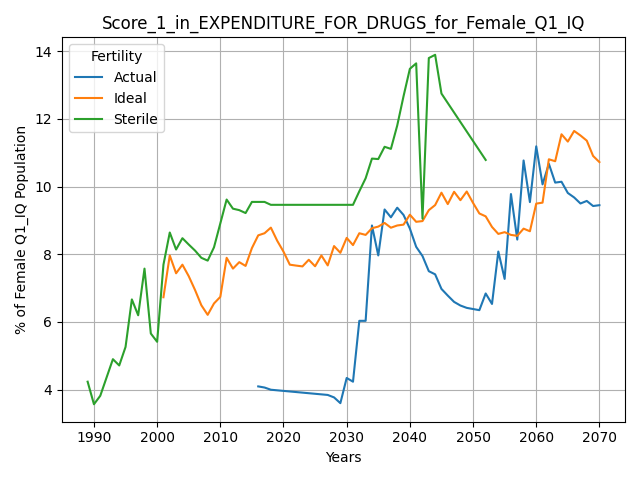 Score_1_in_EXPENDITURE_FOR_DRUGS_for_Female_Q1_IQ
Fertility
Actual
Ideal
Sterile
% of Female Q1_IQ Population
14
12
10
8
6
4
1990 2000 2010 2020 2030 2040 2050 2060 2070
Years